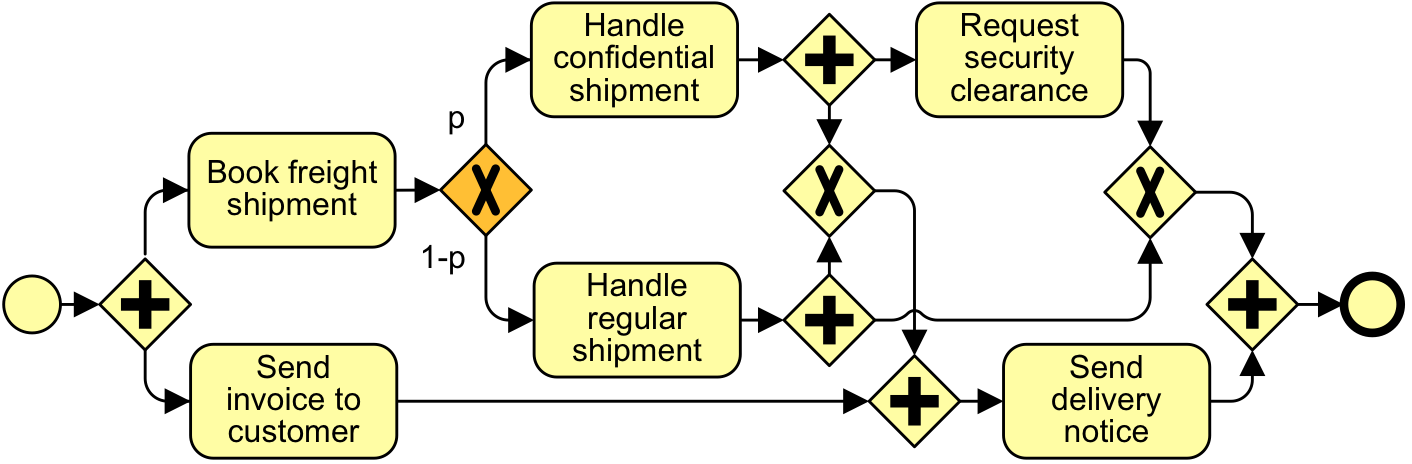 Handle
confidential
shipment
Request
security
clearance
p
Book freight
shipment
1-p
Handle
regular
shipment
Send
invoice to
customer
Send
delivery
notice